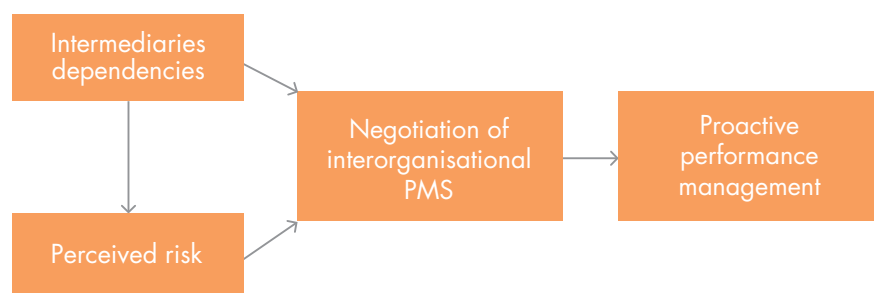 Intermediaries
dependencies
Negotiation of
interorganisational
PMS
Proactive
performance
management
Perceived risk